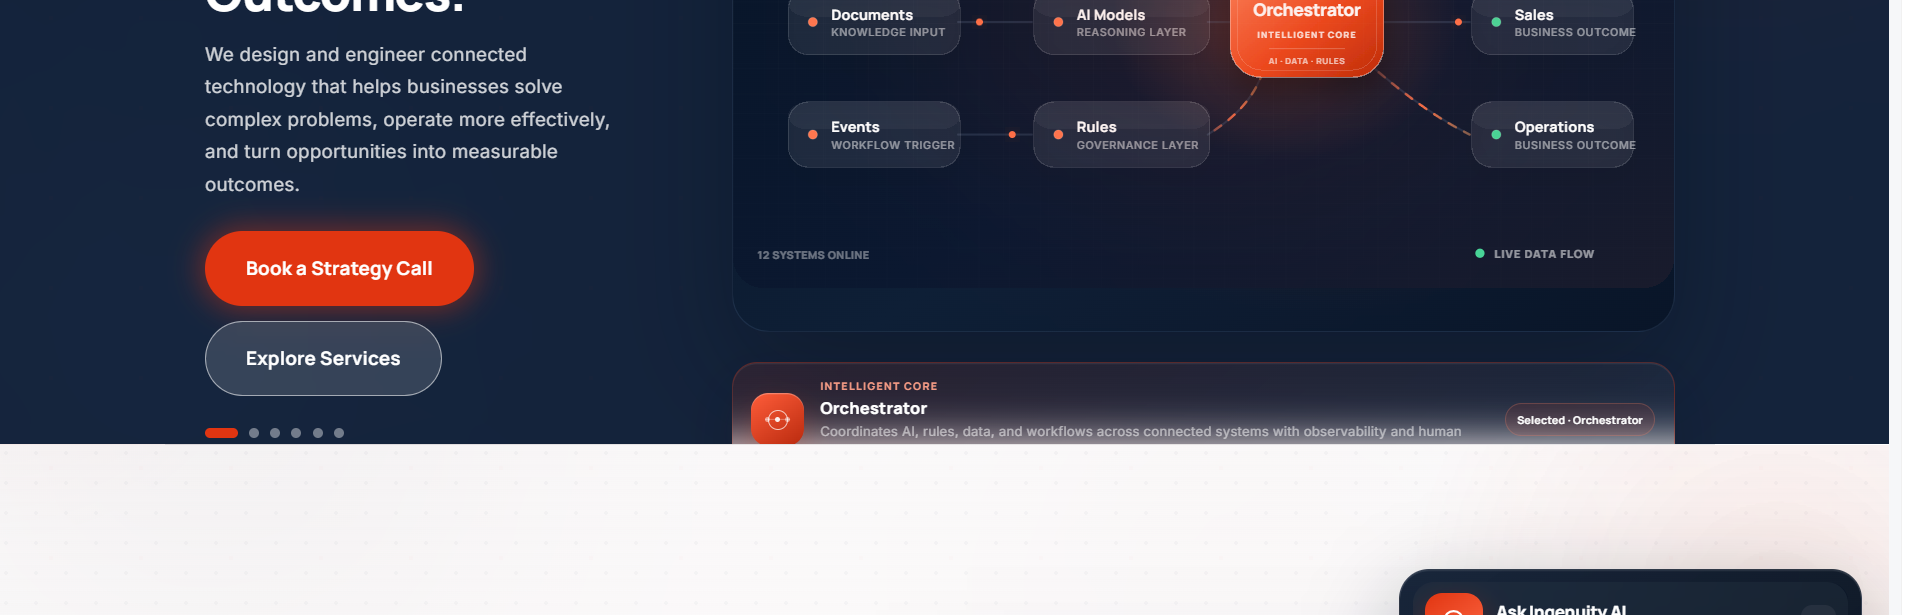 Outcomes.
We design and engineer connected
technology that helps businesses solve
complex problems, operate more effectively,
and turn opportunities into measurable
outcomes.
Book a Strategy Call
Explore Services
Documents
KNOWLEDGE INPUT
AI Models
REASONING LAYER
Orchestrator
INTELLIGENT CORE
AI · DATA · RULES
Sales
BUSINESS OUTCOME
Events
WORKFLOW TRIGGER
Rules
GOVERNANCE LAYER
Operations
BUSINESS OUTCOME
12 SYSTEMS ONLINE
LIVE DATA FLOW
INTELLIGENT CORE
Orchestrator
Coordinates AI, rules, data, and workflows across connected systems with observability and human
Selected · Orchestrator
Ask Ingenuity AI